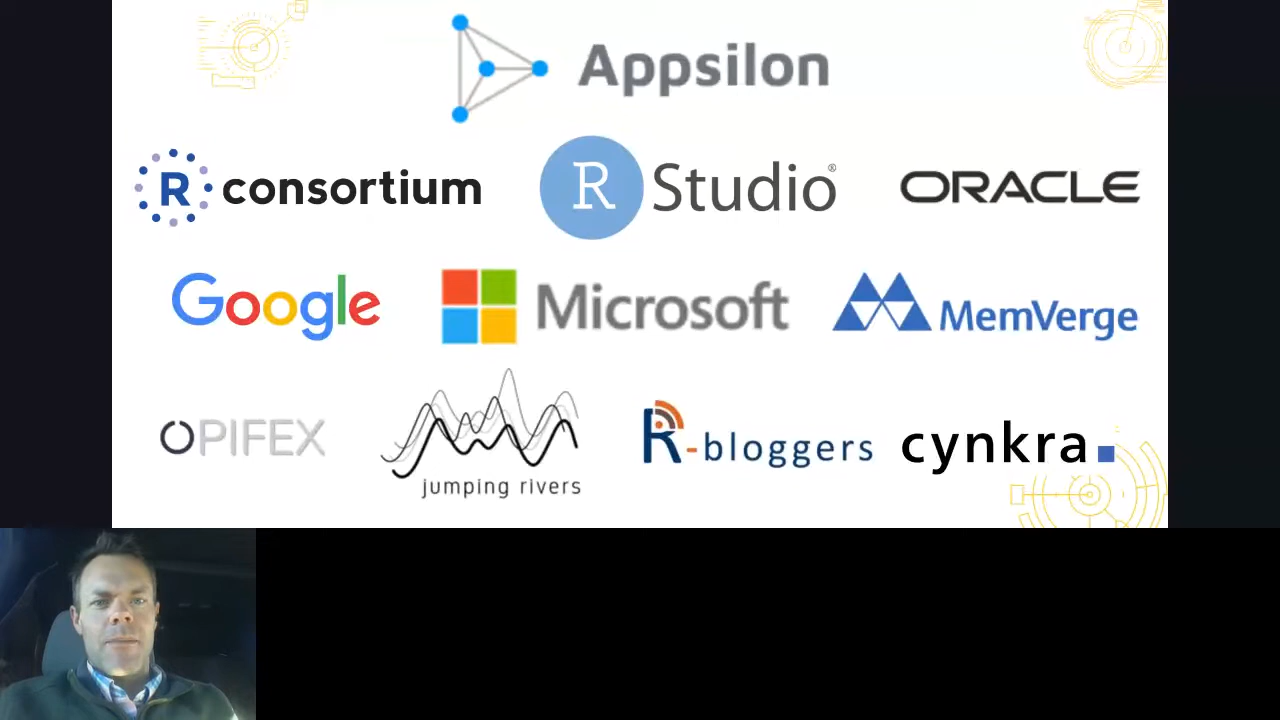 Appsilon
R consortium
R Studio®
ORACLE
Google
Microsoft
MemVerge
OPIFEX
jumping rivers
R-bloggers
cynkra